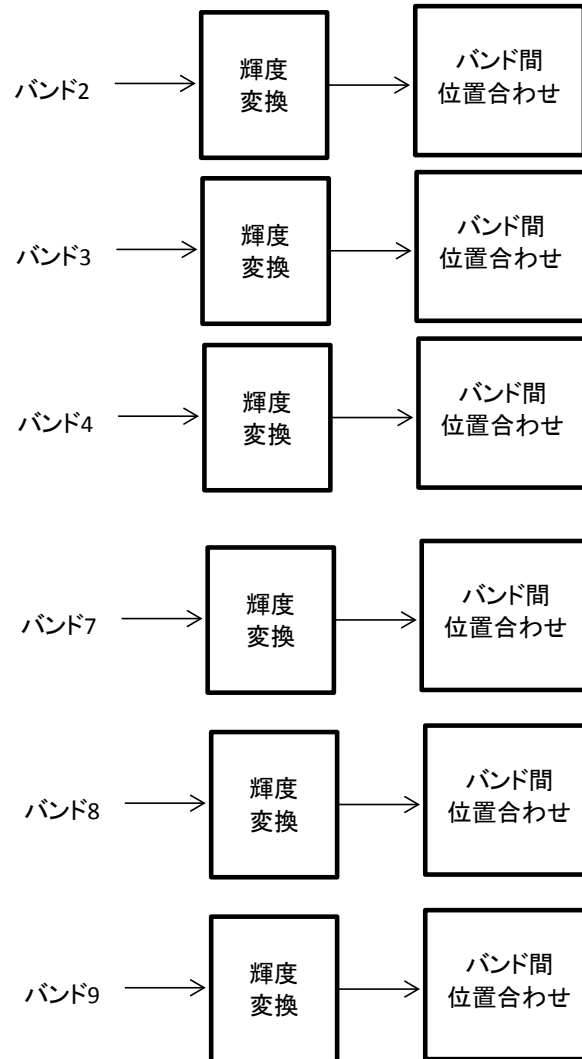 バンド2
輝度
変換
バンド間
位置合わせ
バンド3
輝度
変換
バンド間
位置合わせ
バンド4
輝度
変換
バンド間
位置合わせ
バンド7
輝度
変換
バンド間
位置合わせ
バンド8
輝度
変換
バンド間
位置合わせ
バンド9
輝度
変換
バンド間
位置合わせ